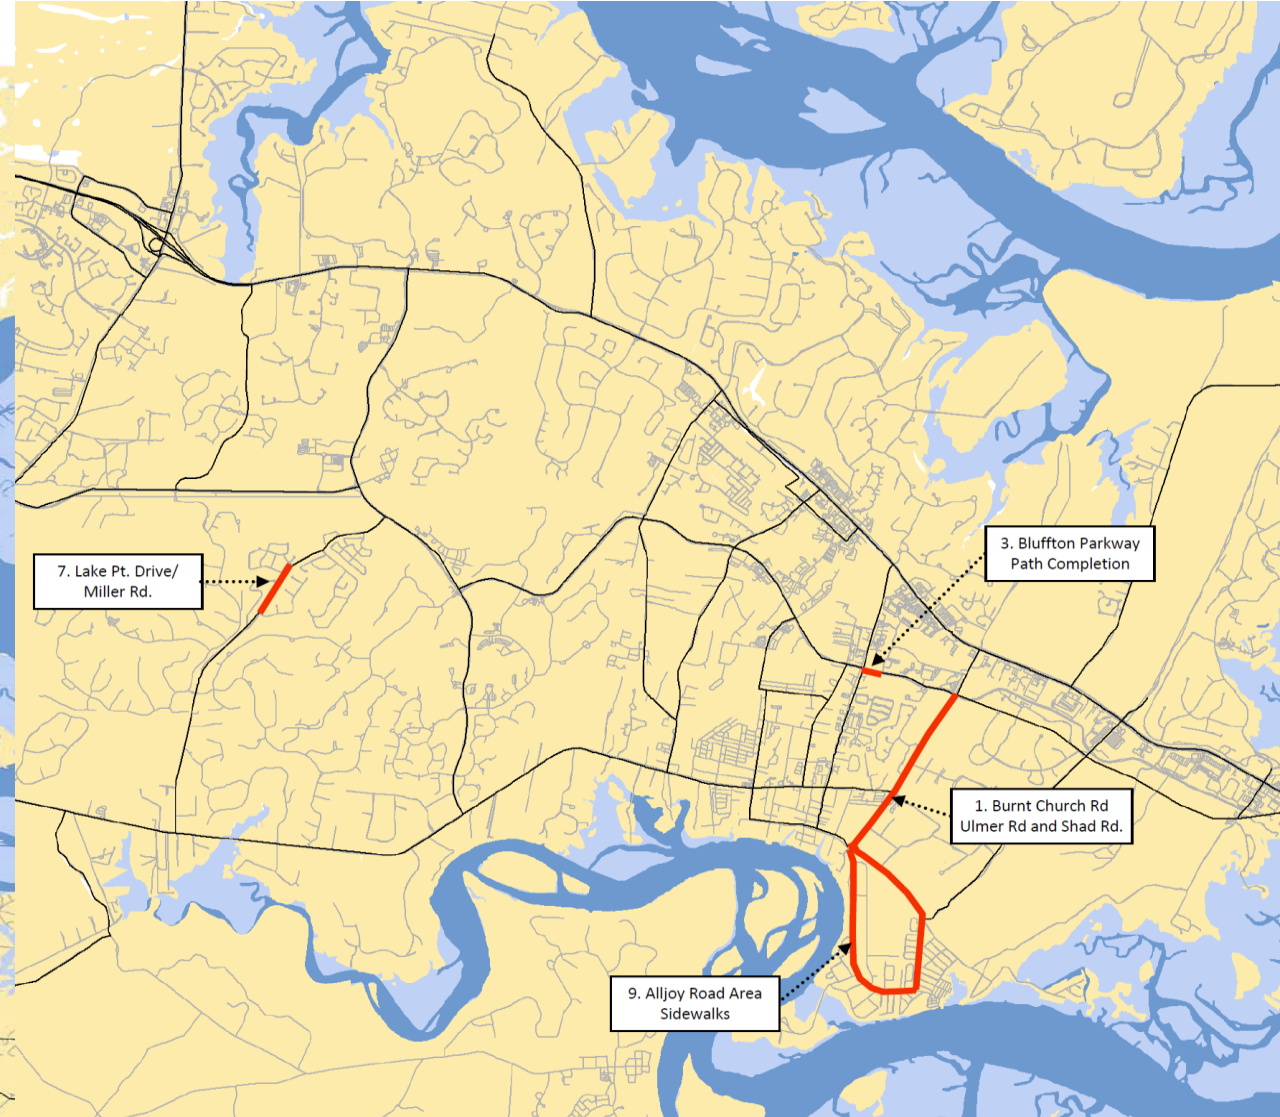 3. Bluffton Parkway
Path Completion
7. Lake Pt. Drive/
Miller Rd.
1. Burnt Church Rd
Ulmer Rd and Shad Rd.
9. Alljoy Road Area
Sidewalks